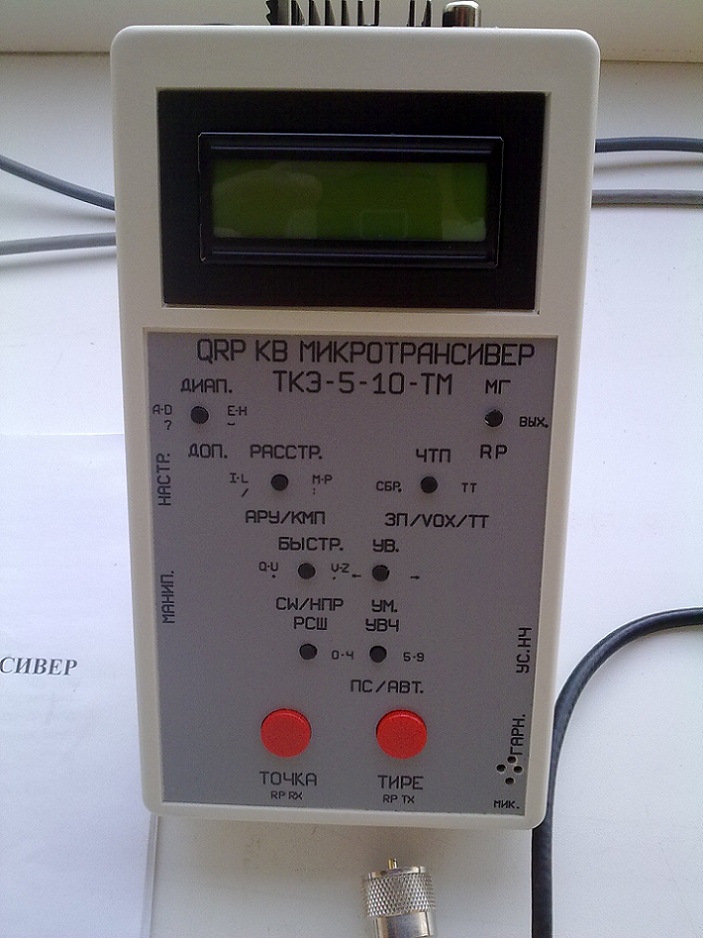 QRP КВ МИКРОТРАНСИВЕР
ТКЭ-5-10-ТМ
ДИАП. МГ
A-D E-H ВЫХ.
? –
ДОП. РАССТР. ЧТП RP
НАСТР.
I-L M-P СБР. ТТ
/ :
АРУ/КМП ЗП/VOX/ТТ
БЫСТР. УВ.
Q-U V-Z ← →
МАНИП.
CW/НПР УМ.
РСШ УВЧ
0-4 5-9
УС.НЧ
ПС/АВТ.
СИВЕР
ГАРН.
ТОЧКА ТИРЕ
RP RX RP TX
МИК.